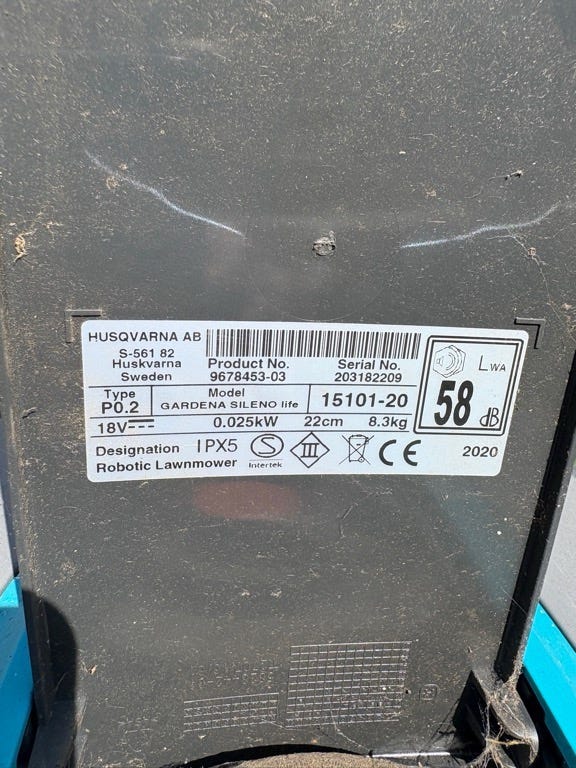 HUSQVARNA AB
S-561 82
Huskvarna
Sweden
Product No.
9678453-03
Serial No.
203182209
Type
P0.2
Model
GARDENA SILENO life
15101-20
18V
0.025kW 22cm 8.3kg
Designation IPX5
Robotic Lawnmower
S
Intertek
III
CE
2020
LWA
58 dB